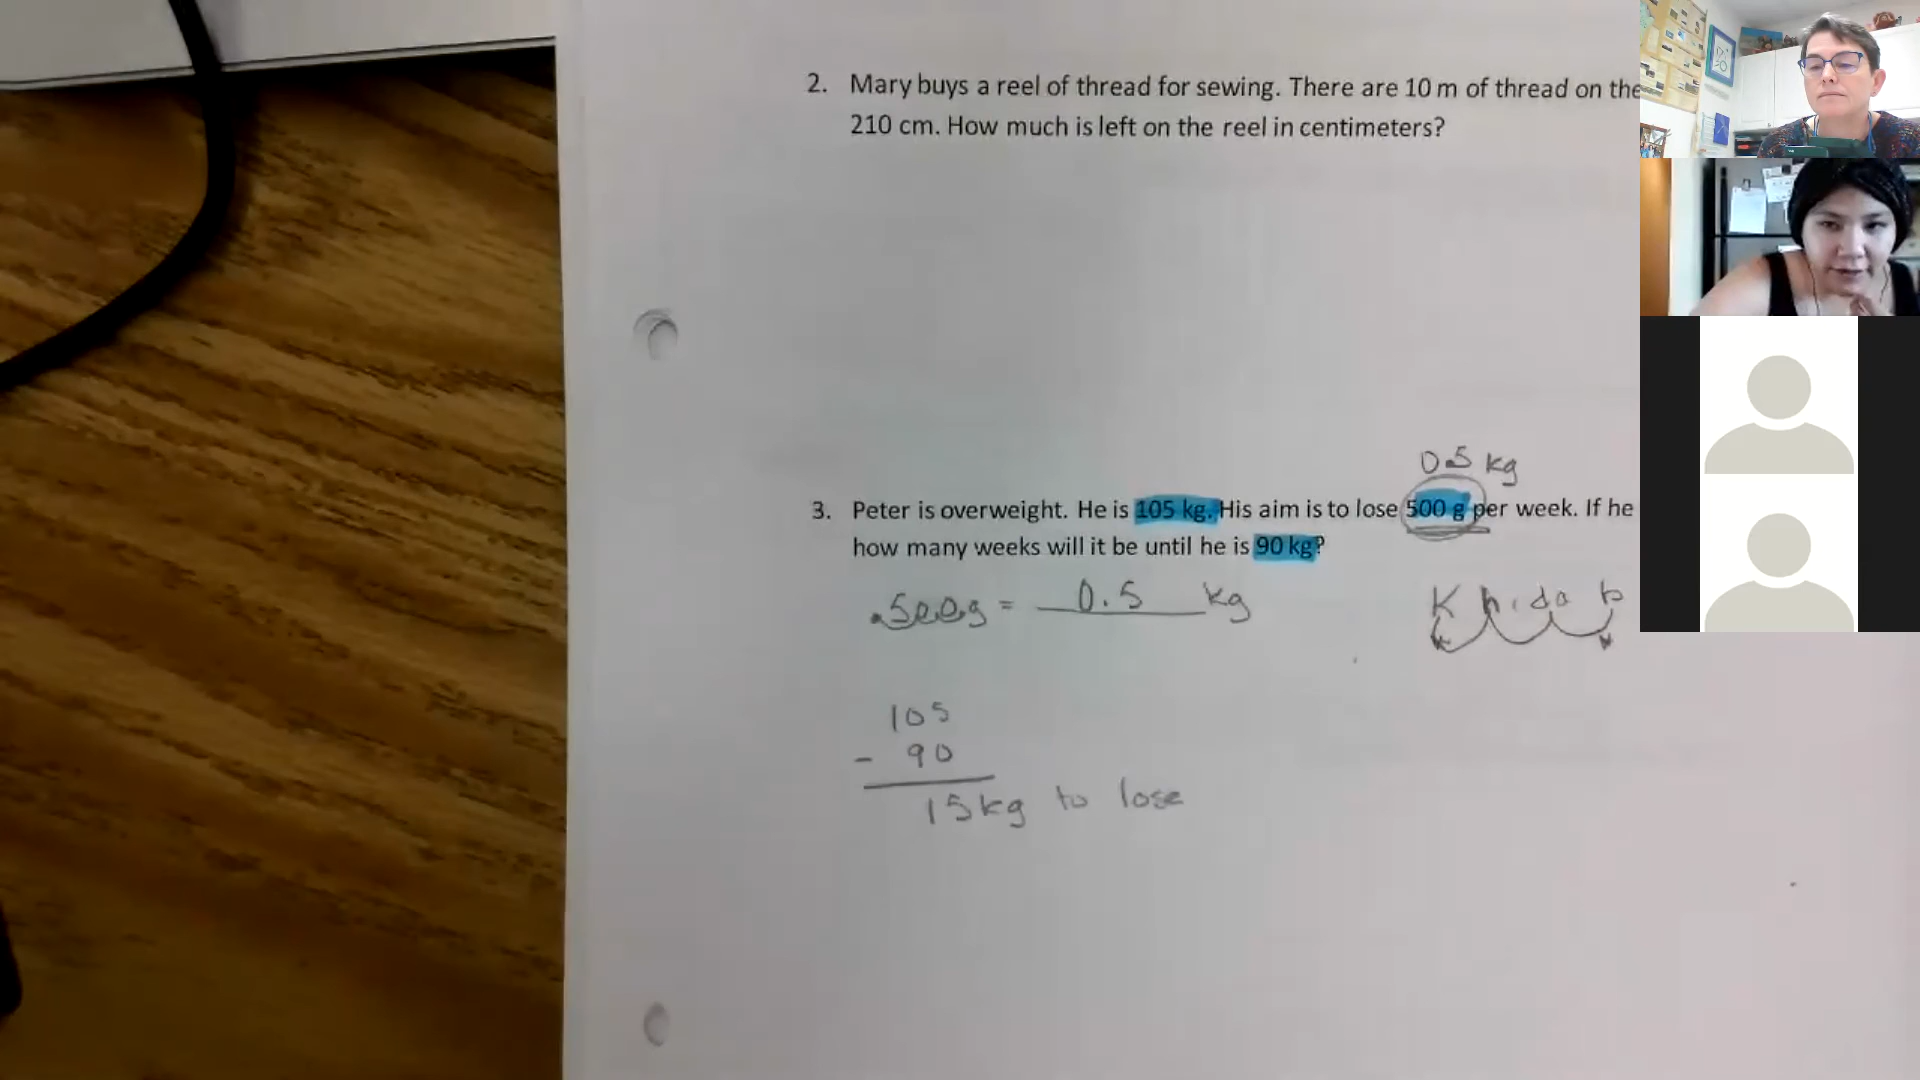 2. Mary buys a reel of thread for sewing. There are 10 m of thread on the
210 cm. How much is left on the reel in centimeters?
0.5 kg
3. Peter is overweight. He is 105 kg. His aim is to lose 500 g per week. If he
how many weeks will it be until he is 90 kg?
.500g = 0.5 kg
K h da b
105
- 90
15kg to lose